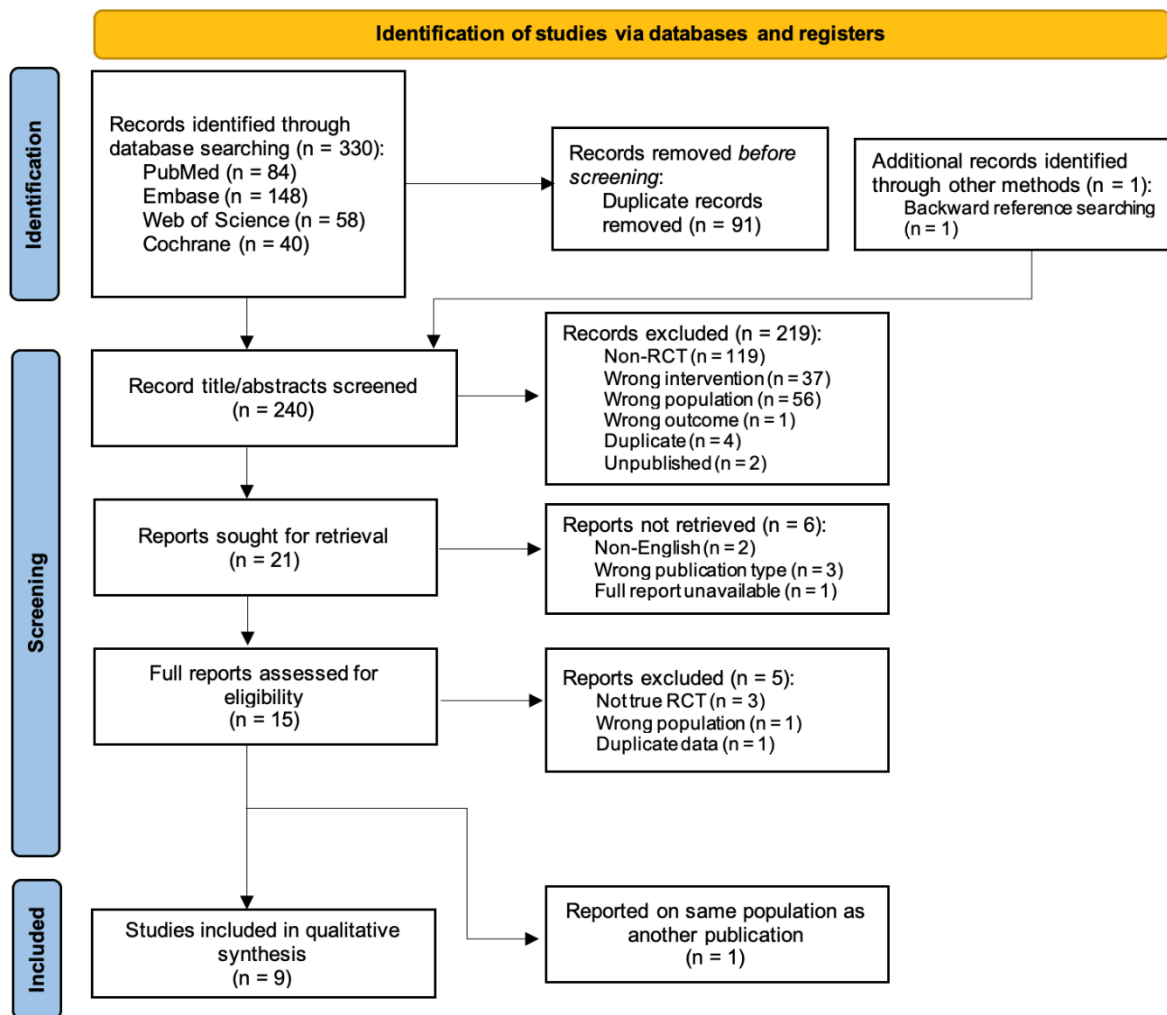 Identification of studies via databases and registers
Identification
Records identified through
database searching (n = 330):
PubMed (n = 84)
Embase (n = 148)
Web of Science (n = 58)
Cochrane (n = 40)
Records removed before
screening:
Duplicate records
removed (n = 91)
Additional records identified
through other methods (n = 1):
Backward reference searching
(n = 1)
Screening
Record title/abstracts screened
(n = 240)
Records excluded (n = 219):
Non-RCT (n = 119)
Wrong intervention (n = 37)
Wrong population (n = 56)
Wrong outcome (n = 1)
Duplicate (n = 4)
Unpublished (n = 2)
Reports sought for retrieval
(n = 21)
Reports not retrieved (n = 6):
Non-English (n = 2)
Wrong publication type (n = 3)
Full report unavailable (n = 1)
Full reports assessed for
eligibility
(n = 15)
Reports excluded (n = 5):
Not true RCT (n = 3)
Wrong population (n = 1)
Duplicate data (n = 1)
Included
Studies included in qualitative
synthesis
(n = 9)
Reported on same population as
another publication
(n = 1)